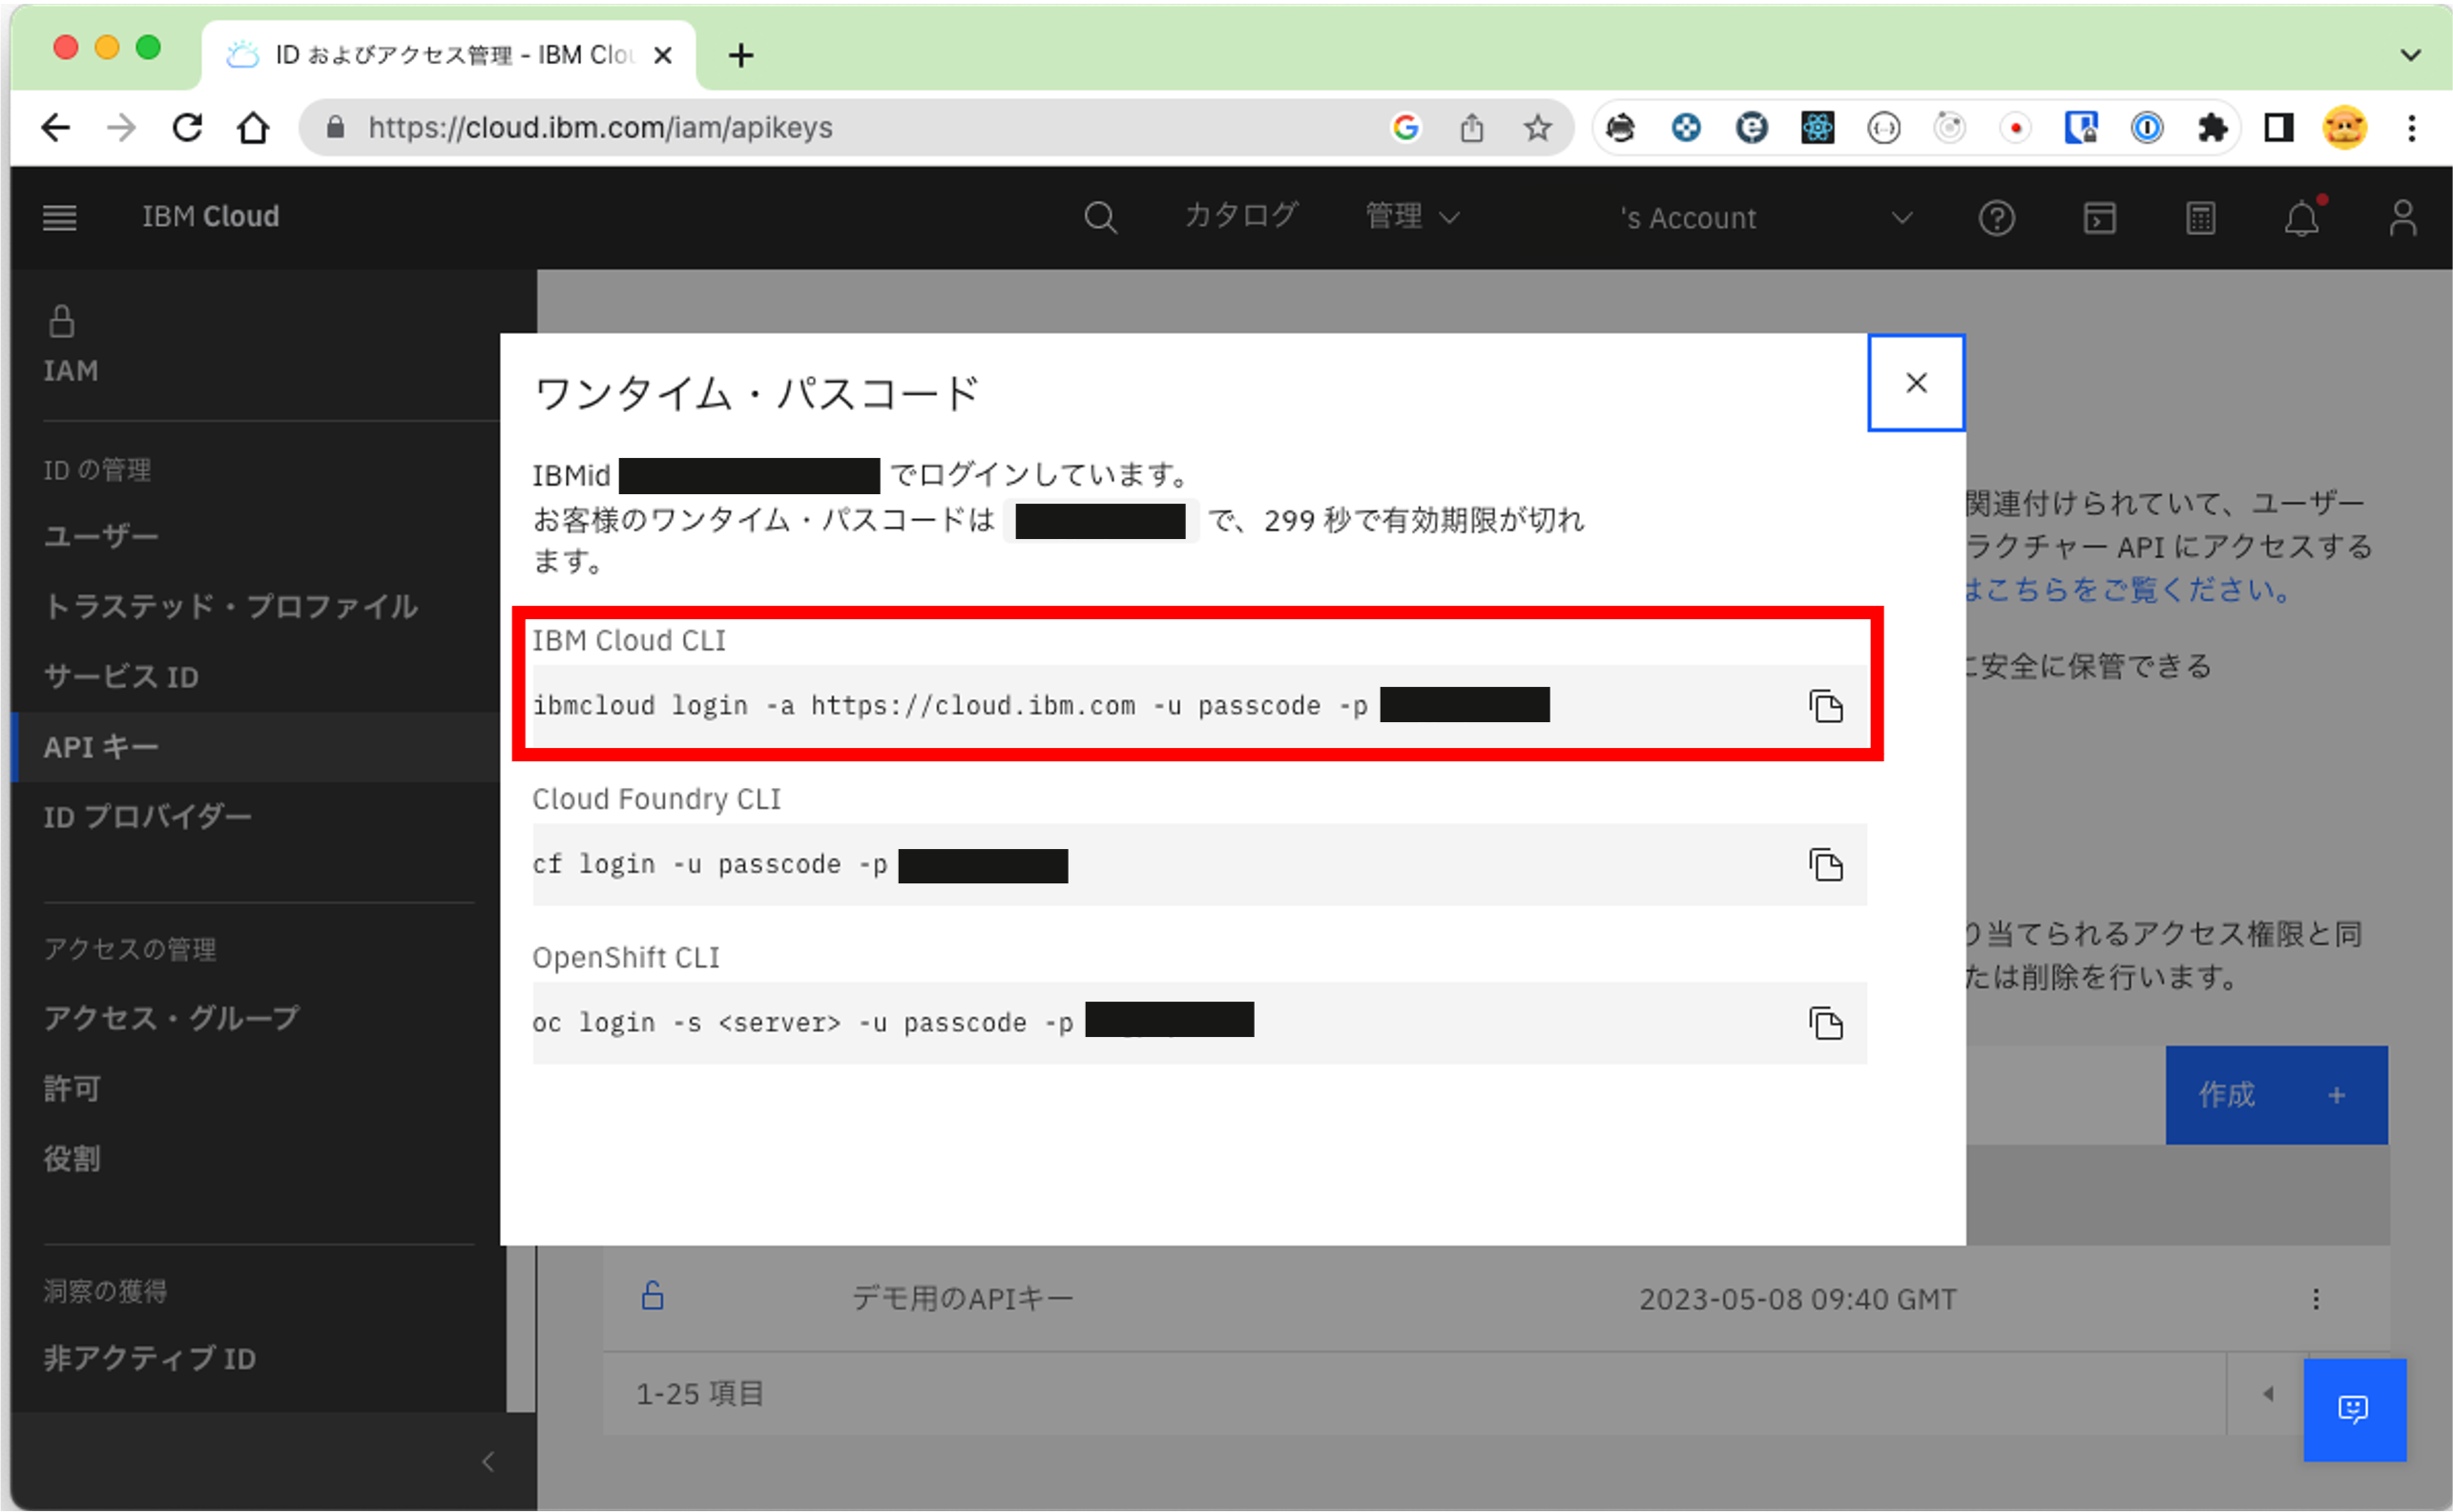 ID およびアクセス管理 - IBM Clou
https://cloud.ibm.com/iam/apikeys
IBM Cloud
カタログ
管理
's Account
IAM
ID の管理
ユーザー
トラステッド・プロファイル
サービス ID
API キー
ID プロバイダー
アクセスの管理
アクセス・グループ
許可
役割
洞察の獲得
非アクティブ ID
ワンタイム・パスコード
IBMid でログインしています。
お客様のワンタイム・パスコードは で、299 秒で有効期限が切れ
ます。
IBM Cloud CLI
ibmcloud login -a https://cloud.ibm.com -u passcode -p
Cloud Foundry CLI
cf login -u passcode -p
OpenShift CLI
oc login -s <server> -u passcode -p
関連付けられていて、ユーザー
ラクチャー API にアクセスする
はこちらをご覧ください。
に安全に保管できる
り当てられるアクセス権限と同
たは削除を行います。
作成 +
デモ用のAPIキー
2023-05-08 09:40 GMT
1-25 項目